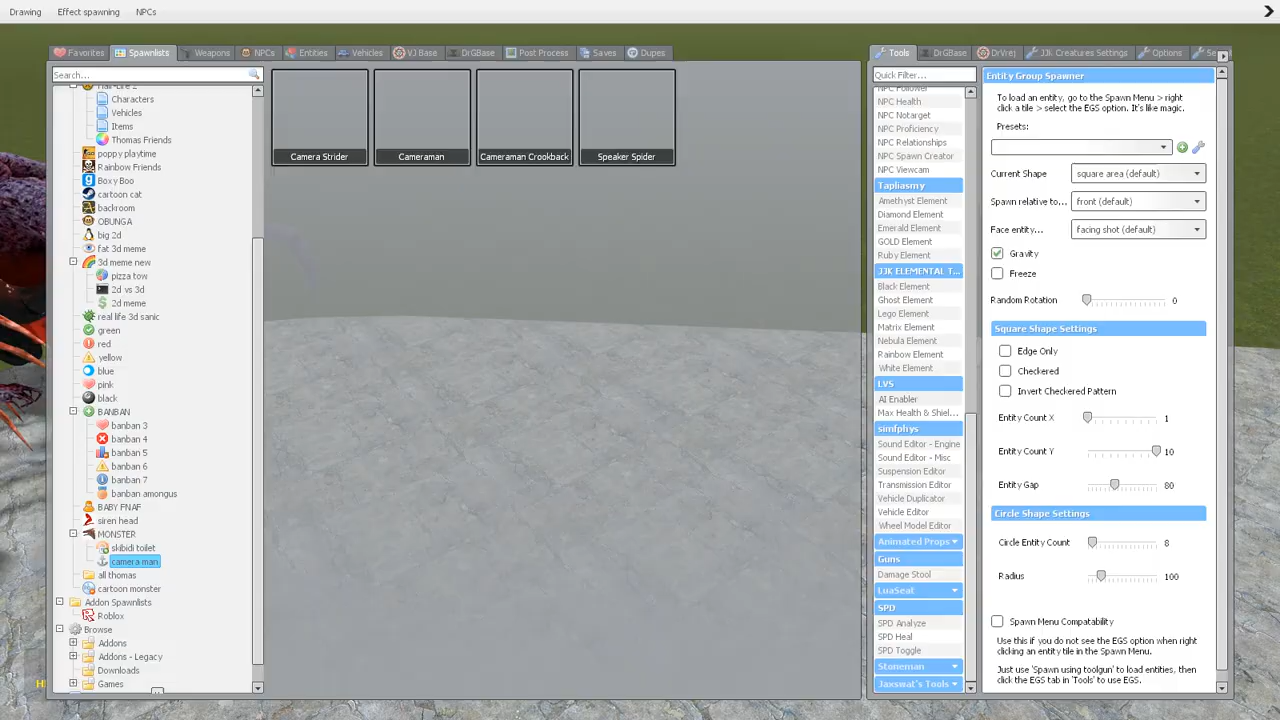 Drawing
Effect spawning
NPCs
Favorites
Spawnlists
Weapons
NPCs
Entities
Vehicles
VJ Base
DrGBase
Post Process
Saves
Dupes
Search...
Characters
Vehicles
Items
Thomas Friends
poppy playtime
Rainbow Friends
Boxy Boo
cartoon cat
backroom
OBUNGA
big 2d
fat 3d meme
3d meme new
pizza tow
2d vs 3d
2d meme
real life 3d sanic
green
red
yellow
blue
pink
black
BANBAN
banban 3
banban 4
banban 5
banban 6
banban 7
banban amongus
BABY FNAF
siren head
MONSTER
skibidi toilet
camera man
all thomas
cartoon monster
Addon Spawnlists
Roblox
Browse
Addons
Addons - Legacy
Downloads
Games
Camera Strider
Cameraman
Cameraman Crookback
Speaker Spider
Tools
DrGBase
DrVrej
JJk Creatures Settings
Options
Se
Quick Filter...
NPC Follower
NPC Health
NPC Notarget
NPC Proficiency
NPC Relationships
NPC Spawn Creator
NPC Viewcam
Tapliasmy
Amethyst Element
Diamond Element
Emerald Element
GOLD Element
Ruby Element
JJK ELEMENTAL T...
Black Element
Ghost Element
Lego Element
Matrix Element
Nebula Element
Rainbow Element
White Element
LVS
AI Enabler
Max Health & Shiel...
simfphys
Sound Editor - Engine
Sound Editor - Misc
Suspension Editor
Transmission Editor
Vehicle Duplicator
Vehicle Editor
Wheel Model Editor
Animated Props
Guns
Damage Stool
LuaSeat
SPD
SPD Analyze
SPD Heal
SPD Toggle
Stoneman
Jaxswat's Tools
Entity Group Spawner
To load an entity, go to the Spawn Menu > right
click a tile > select the EGS option. It's like magic.
Presets:
Current Shape
square area (default)
Spawn relative to...
front (default)
Face entity...
facing shot (default)
Gravity
Freeze
Random Rotation
0
Square Shape Settings
Edge Only
Checkered
Invert Checkered Pattern
Entity Count X
1
Entity Count Y
10
Entity Gap
80
Circle Shape Settings
Circle Entity Count
8
Radius
100
Spawn Menu Compatability
Use this if you do not see the EGS option when right
clicking an entity tile in the Spawn Menu.
Just use 'Spawn using toolgun' to load entities, then
click the EGS tab in 'Tools' to use EGS.